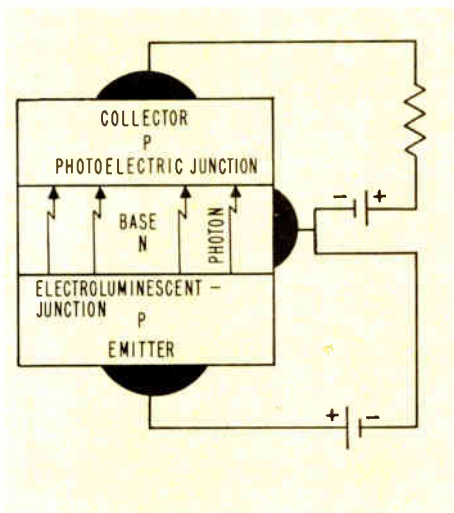 COLLECTOR
P
PHOTOELECTRIC JUNCTION
BASE
N
PHOTON
- +
ELECTROLUMINESCENT -
JUNCTION
P
EMITTER
+ -